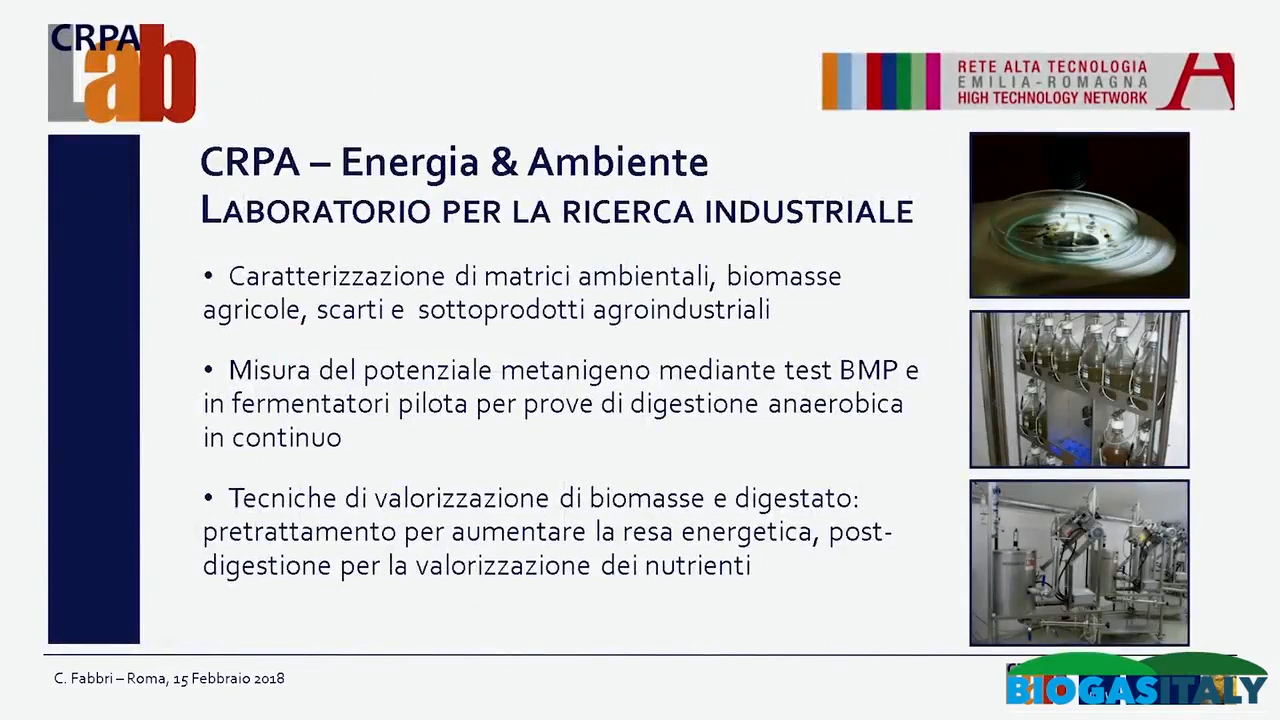 CRPA
Lab
RETE ALTA TECNOLOGIA
EMILIA-ROMAGNA
HIGH TECHNOLOGY NETWORK
CRPA – Energia & Ambiente
LABORATORIO PER LA RICERCA INDUSTRIALE
• Caratterizzazione di matrici ambientali, biomasse
agricole, scarti e sottoprodotti agroindustriali
• Misura del potenziale metanigeno mediante test BMP e
in fermentatori pilota per prove di digestione anaerobica
in continuo
• Tecniche di valorizzazione di biomasse e digestato:
pretrattamento per aumentare la resa energetica, post-
digestione per la valorizzazione dei nutrienti
C. Fabbri – Roma, 15 Febbraio 2018
BIOGASITALY